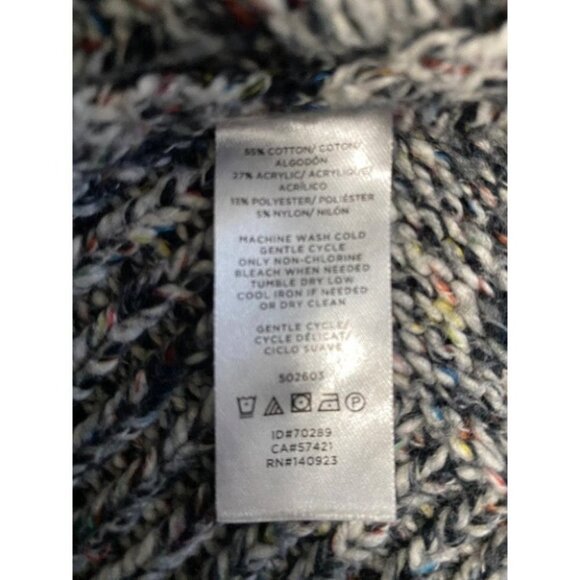 55% COTTON/ COTON/
ALGODÓN
27% ACRYLIC/ ACRYLIQUE/
ACRÍLICO
13% POLYESTER/ POLIÉSTER
5% NYLON/ NILÓN
MACHINE WASH COLD
GENTLE CYCLE
ONLY NON-CHLORINE
BLEACH WHEN NEEDED
TUMBLE DRY LOW
COOL IRON IF NEEDED
OR DRY CLEAN
GENTLE CYCLE/
CYCLE DÉLICAT/
CICLO SUAVE
502603
P
ID#70289
CA#57421
RN#140923